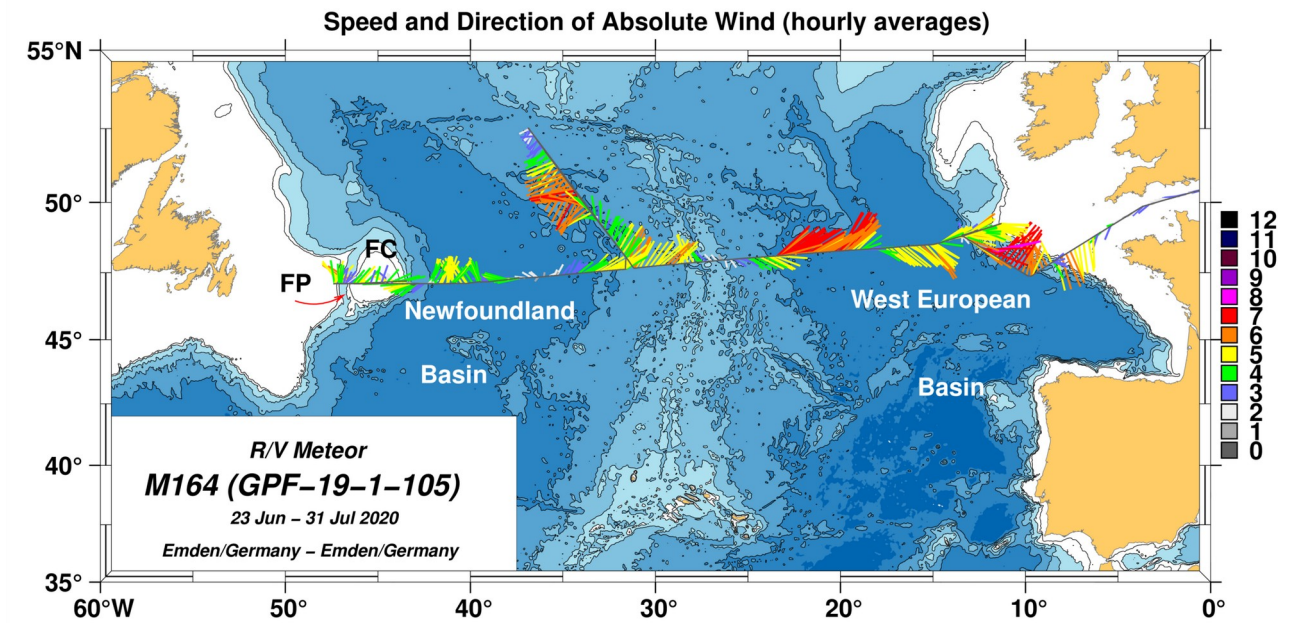 Speed and Direction of Absolute Wind (hourly averages)
55°N
50°
45°
40°
35°
60°W
50°
40°
30°
20°
10°
0°
FC
FP
Newfoundland
Basin
West European
Basin
R/V Meteor
M164 (GPF−19−1−105)
23 Jun − 31 Jul 2020
Emden/Germany − Emden/Germany
12
11
10
9
8
7
6
5
4
3
2
1
0